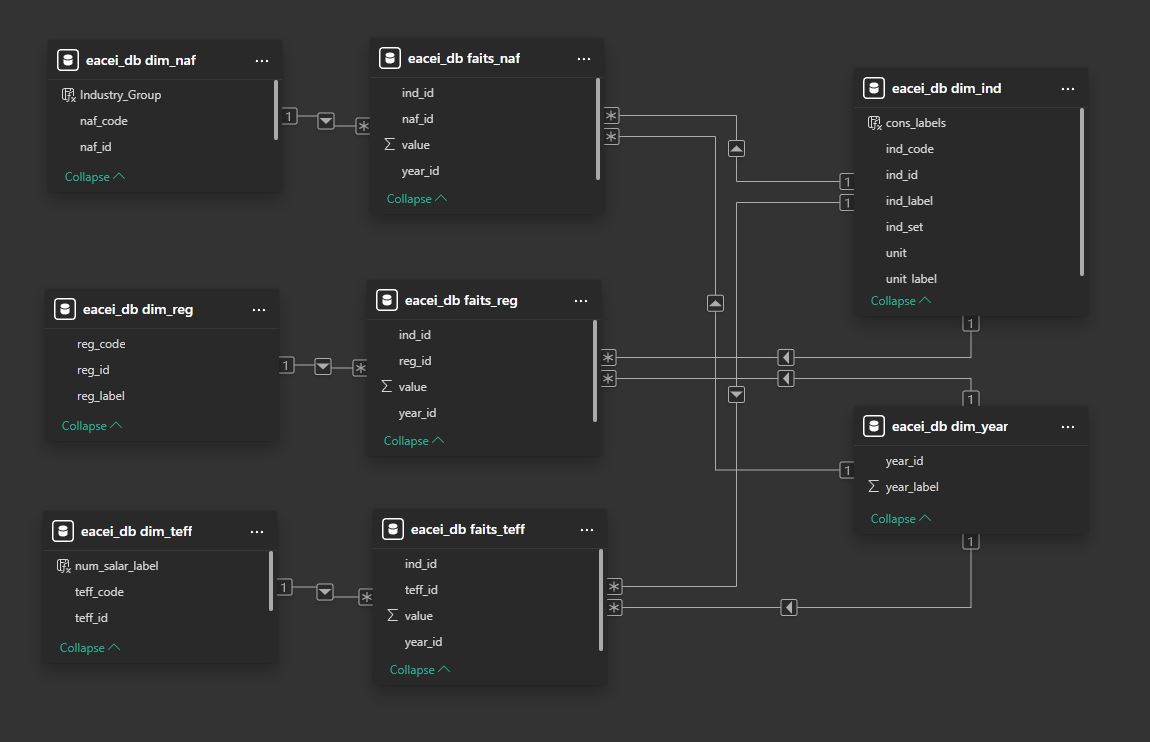 eacei_db dim_naf
Industry_Group
naf_code
naf_id
Collapse
eacei_db faits_naf
ind_id
naf_id
value
year_id
Collapse
eacei_db dim_ind
cons_labels
ind_code
ind_id
ind_label
ind_set
unit
unit_label
Collapse
eacei_db dim_reg
reg_code
reg_id
reg_label
Collapse
eacei_db faits_reg
ind_id
reg_id
value
year_id
Collapse
eacei_db dim_year
year_id
year_label
Collapse
eacei_db dim_teff
num_salar_label
teff_code
teff_id
Collapse
eacei_db faits_teff
ind_id
teff_id
value
year_id
Collapse
1
*
*
*
1
1
1
*
*
*
1
1
1
1
*
*
*
1